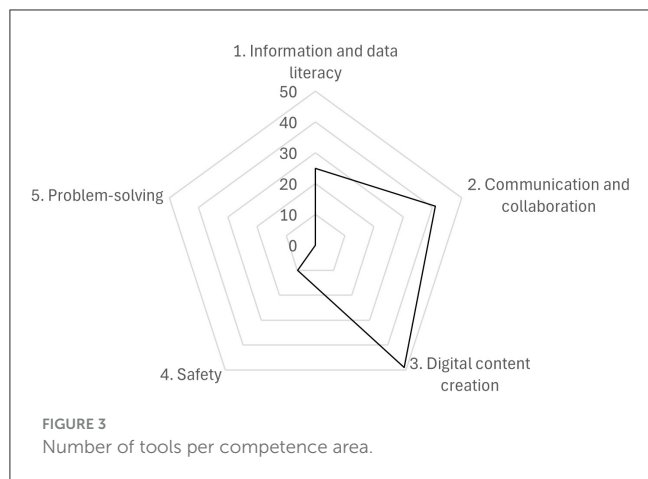 1. Information and data
literacy
50
40
30
20
10
0
2. Communication and
collaboration
5. Problem-solving
3. Digital content
creation
4. Safety
FIGURE 3
Number of tools per competence area.